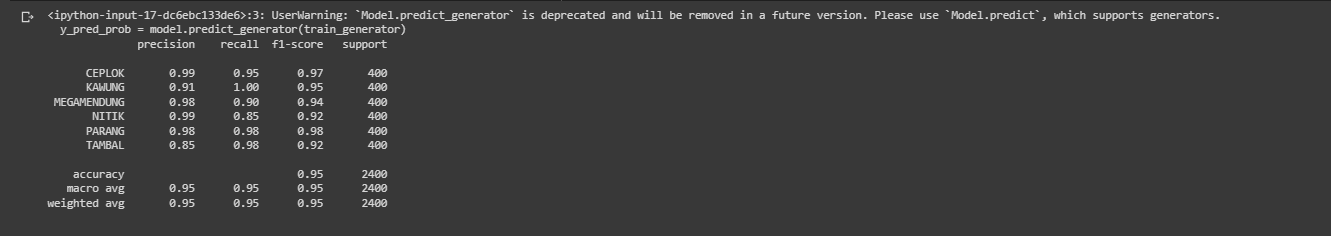 <ipython-input-17-dc6ebc133de6>:3: UserWarning: `Model.predict_generator` is deprecated and will be removed in a future version. Please use `Model.predict`, which supports generators.
y_pred_prob = model.predict_generator(train_generator)
precision recall f1-score support
CEPLOK 0.99 0.95 0.97 400
KAWUNG 0.91 1.00 0.95 400
MEGAMENDUNG 0.98 0.90 0.94 400
NITIK 0.99 0.85 0.92 400
PARANG 0.98 0.98 0.98 400
TAMBAL 0.85 0.98 0.92 400
accuracy 0.95 2400
macro avg 0.95 0.95 0.95 2400
weighted avg 0.95 0.95 0.95 2400